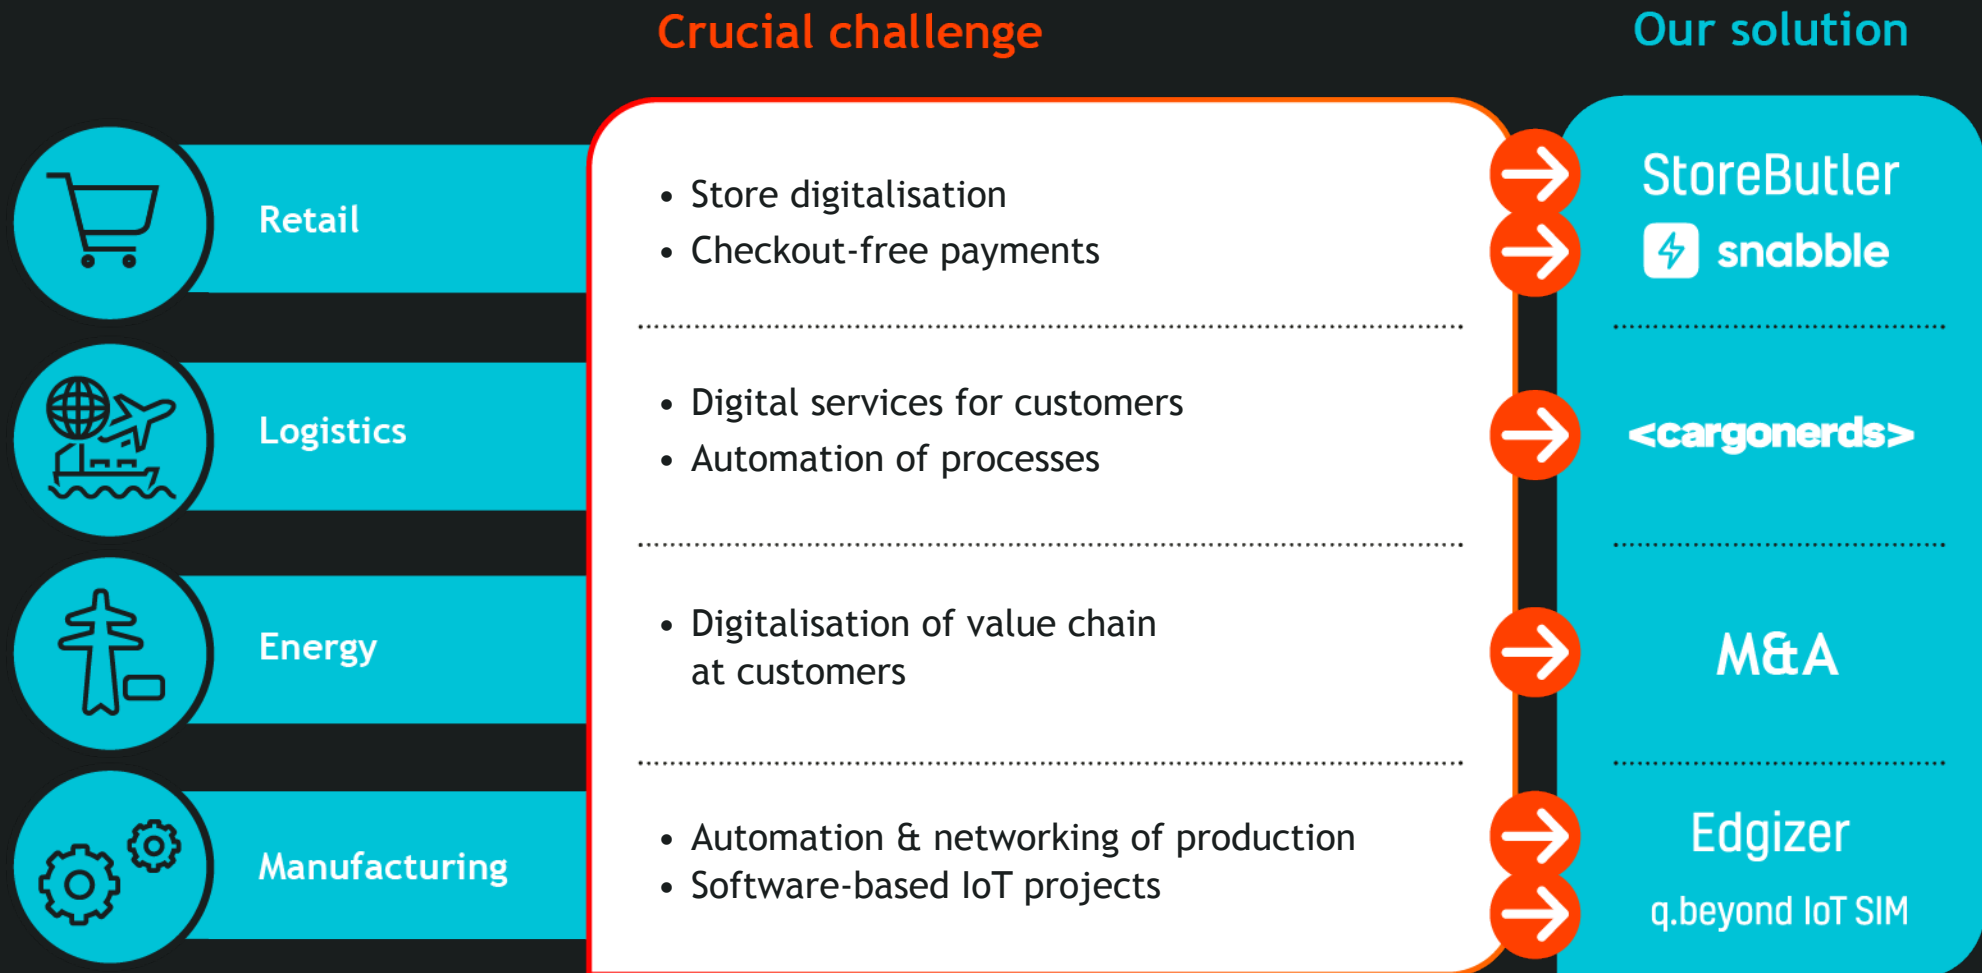 Crucial challenge
Our solution
Retail
• Store digitalisation
• Checkout-free payments
StoreButler
snabble
Logistics
• Digital services for customers
• Automation of processes
<cargonerds>
Energy
• Digitalisation of value chain
at customers
M&A
Manufacturing
• Automation & networking of production
• Software-based IoT projects
Edgizer
q.beyond IoT SIM